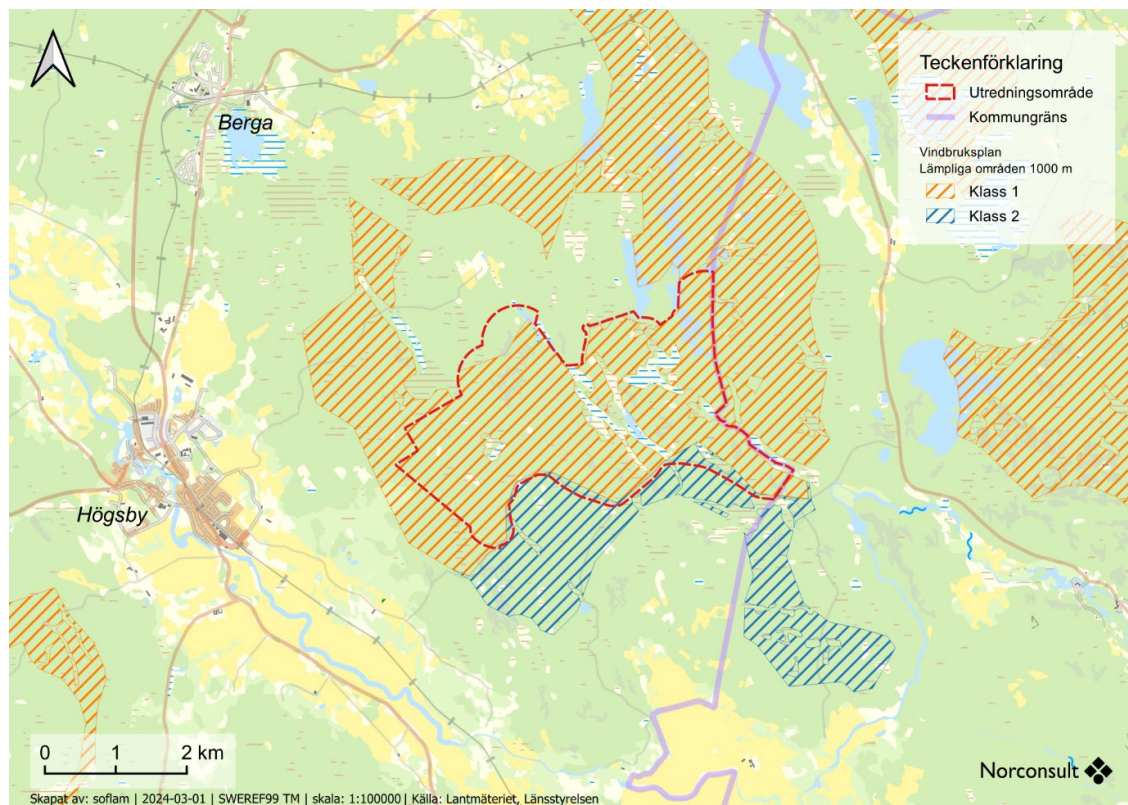 Berga
Högsby
Teckenförklaring
Utredningsområde
Kommungräns
Vindbruksplan
Lämpliga områden 1000 m
Klass 1
Klass 2
0 1 2 km
Norconsult
Skapat av: soflam | 2024-03-01 | SWEREF99 TM | skala: 1:100000 | Källa: Lantmäteriet, Länsstyrelsen